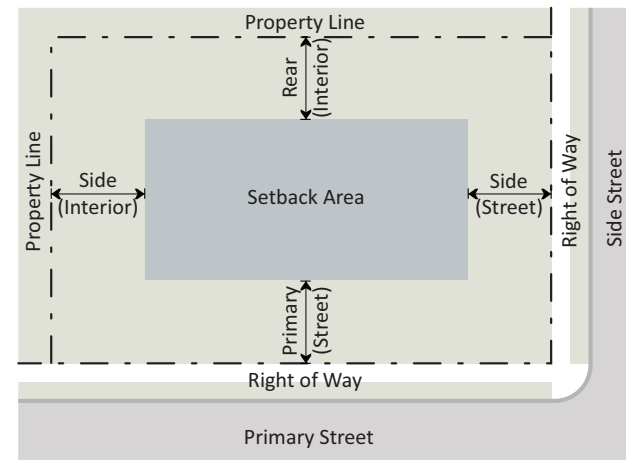 Property Line
Rear
(Interior)
Property Line
Side
(Interior)
Setback Area
Side
(Street)
Right of Way
Side Street
Primary
(Street)
Right of Way
Primary Street